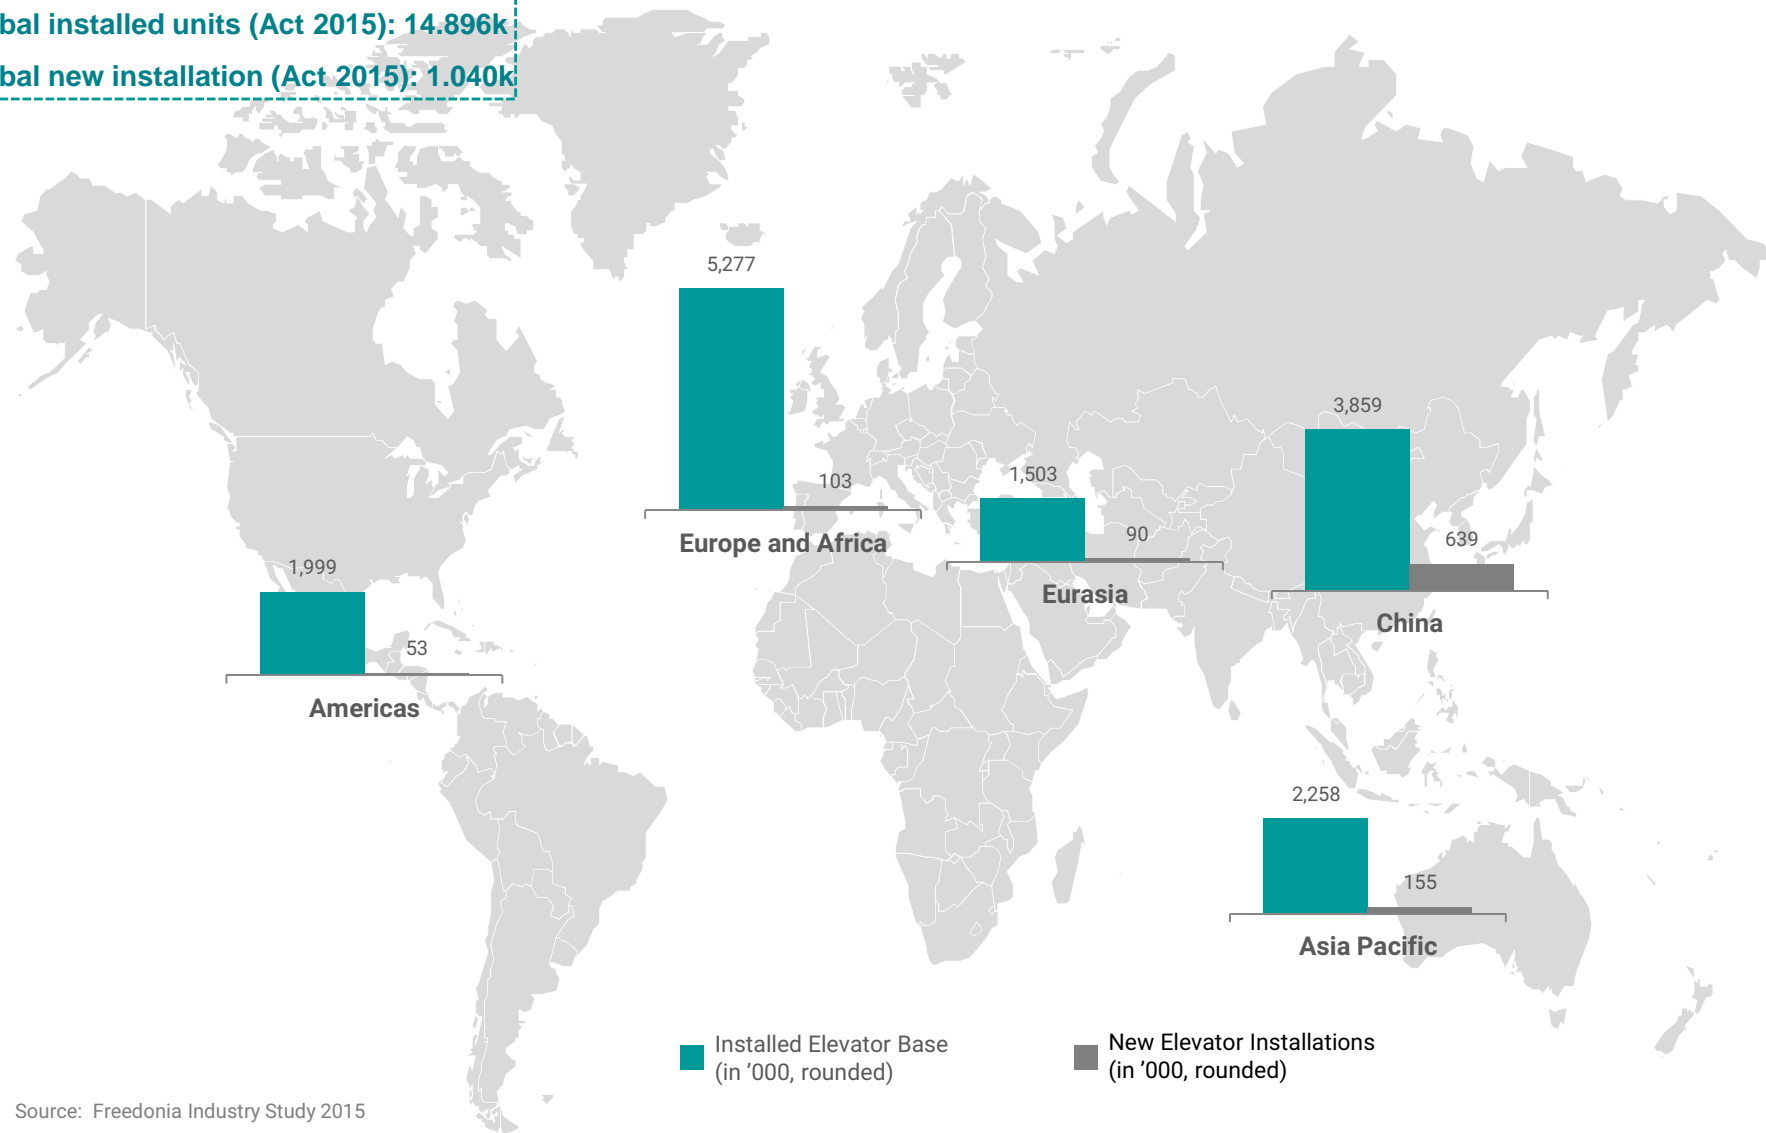 bal installed units (Act 2015): 14.896k
bal new installation (Act 2015): 1.040k
5,277
103
Europe and Africa
1,503
90
Eurasia
3,859
639
China
1,999
53
Americas
2,258
155
Asia Pacific
Installed Elevator Base
(in ’000, rounded)
New Elevator Installations
(in ’000, rounded)
Source: Freedonia Industry Study 2015